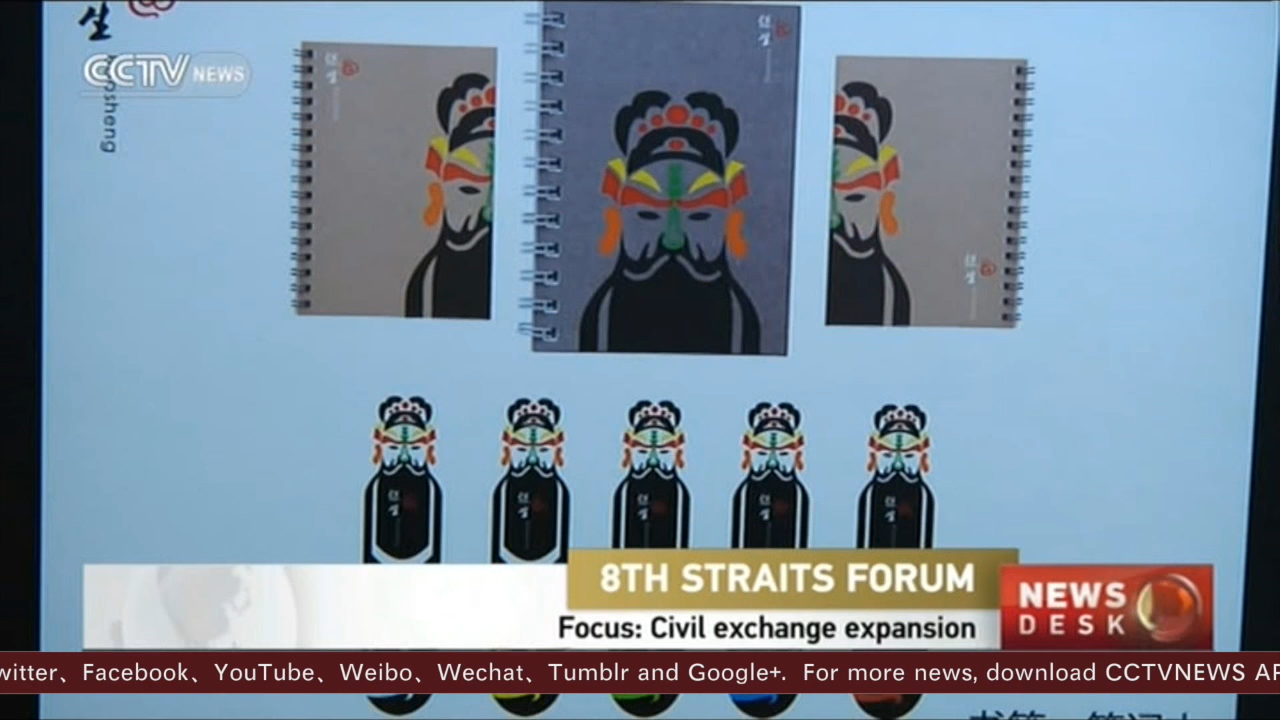 生
CCTV NEWS
sheng
8TH STRAITS FORUM
Focus: Civil exchange expansion
NEWS
DESK
witter、Facebook、YouTube、Weibo、Wechat、Tumblr and Google+. For more news, download CCTVNEWS AP